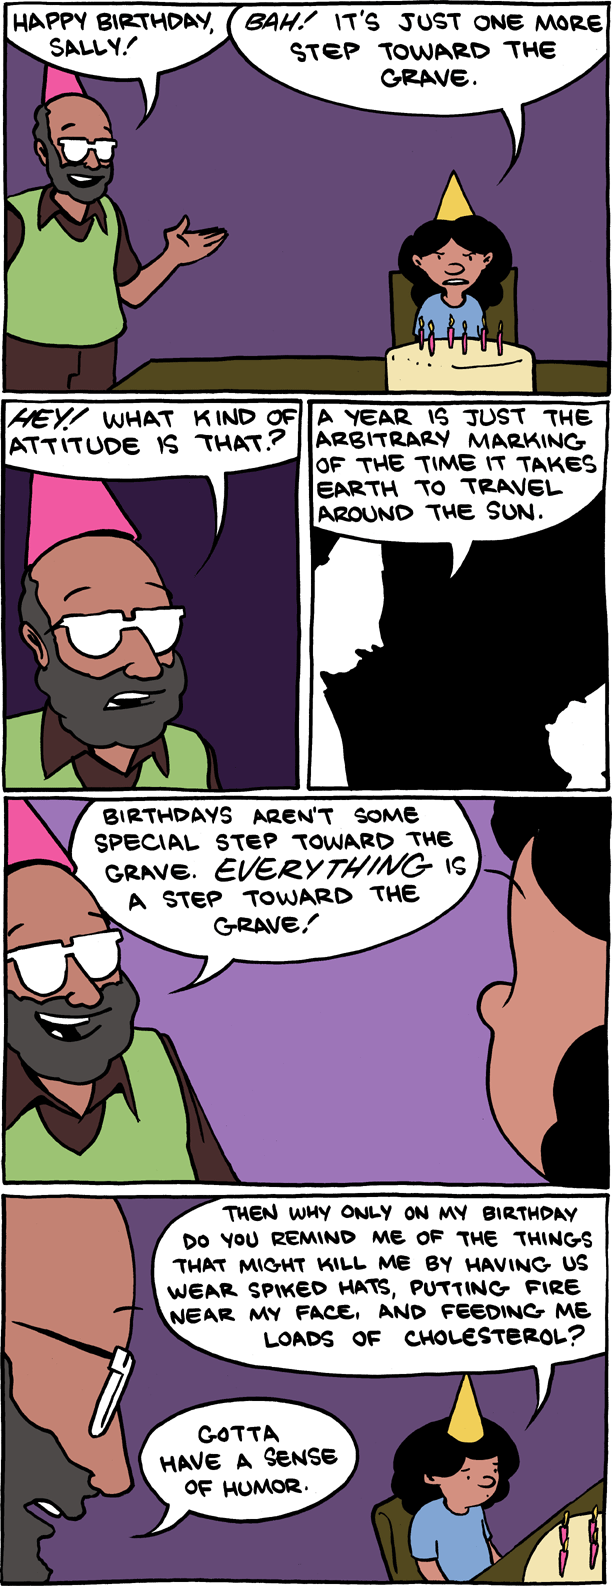 HAPPY BIRTHDAY,
SALLY!
BAH! IT'S JUST ONE MORE
STEP TOWARD THE
GRAVE.
HEY! WHAT KIND OF
ATTITUDE IS THAT?
A YEAR IS JUST THE
ARBITRARY MARKING
OF THE TIME IT TAKES
EARTH TO TRAVEL
AROUND THE SUN.
BIRTHDAYS AREN'T SOME
SPECIAL STEP TOWARD THE
GRAVE. EVERYTHING IS
A STEP TOWARD THE
GRAVE!
THEN WHY ONLY ON MY BIRTHDAY
DO YOU REMIND ME OF THE THINGS
THAT MIGHT KILL ME BY HAVING US
WEAR SPIKED HATS, PUTTING FIRE
NEAR MY FACE, AND FEEDING ME
LOADS OF CHOLESTEROL?
GOTTA
HAVE A SENSE
OF HUMOR.